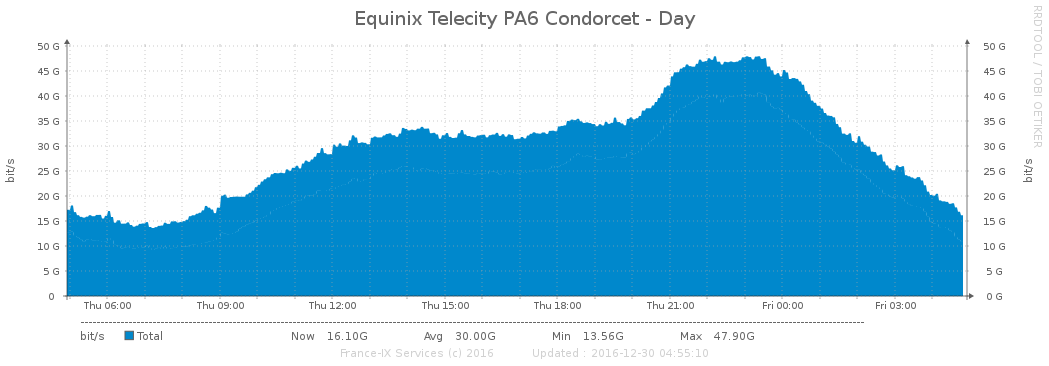 Equinix Telecity PA6 Condorcet - Day
RRDTOOL / TOBI OETIKER
50 G 50 G
45 G 45 G
40 G 40 G
35 G 35 G
30 G 30 G
25 G 25 G
20 G 20 G
15 G 15 G
10 G 10 G
5 G 5 G
0 0 G
bit/s bit/s
Thu 06:00 Thu 09:00 Thu 12:00 Thu 15:00 Thu 18:00 Thu 21:00 Fri 00:00 Fri 03:00
bit/s Total Now 16.10G Avg 30.00G Min 13.56G Max 47.90G
France-IX Services (c) 2016 Updated : 2016-12-30 04:55:10